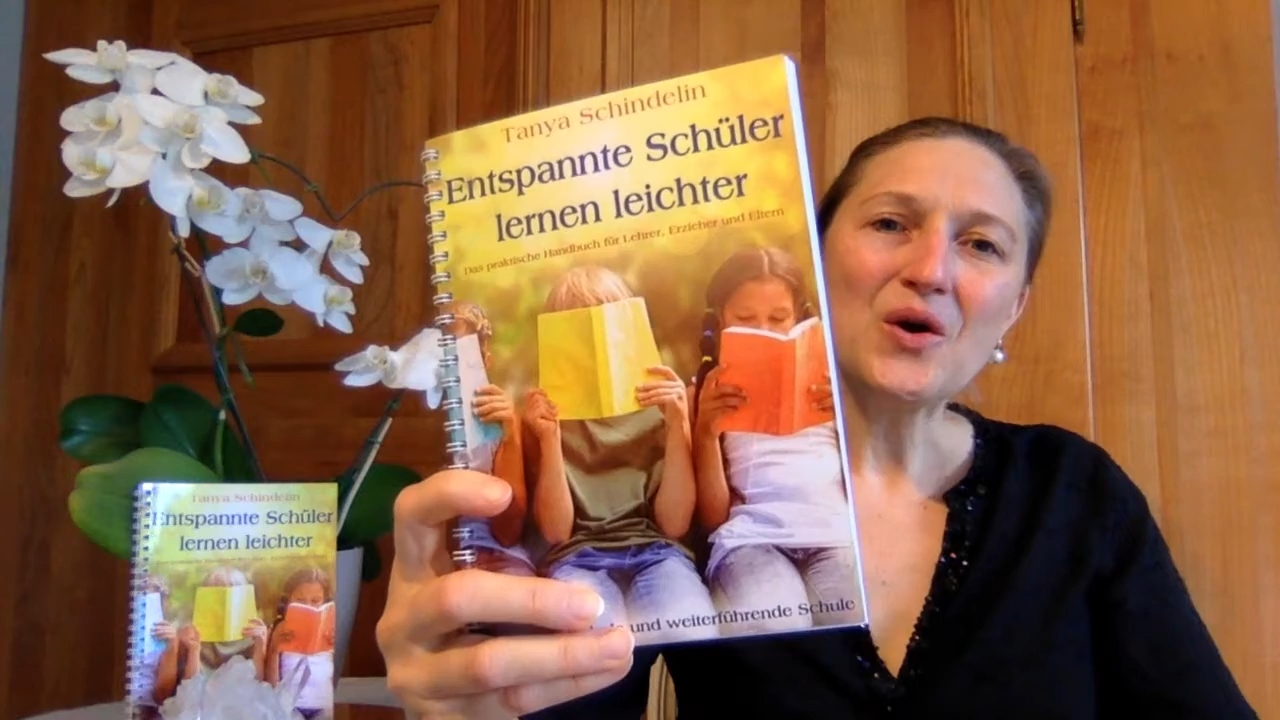 Tanya Schindelin
Entspannte Schüler
lernen leichter
Das praktische Handbuch für Lehrer, Erzieher und Eltern
und weiterführende Schule
Tanya Schindelin
Entspannte Schüler
lernen leichter